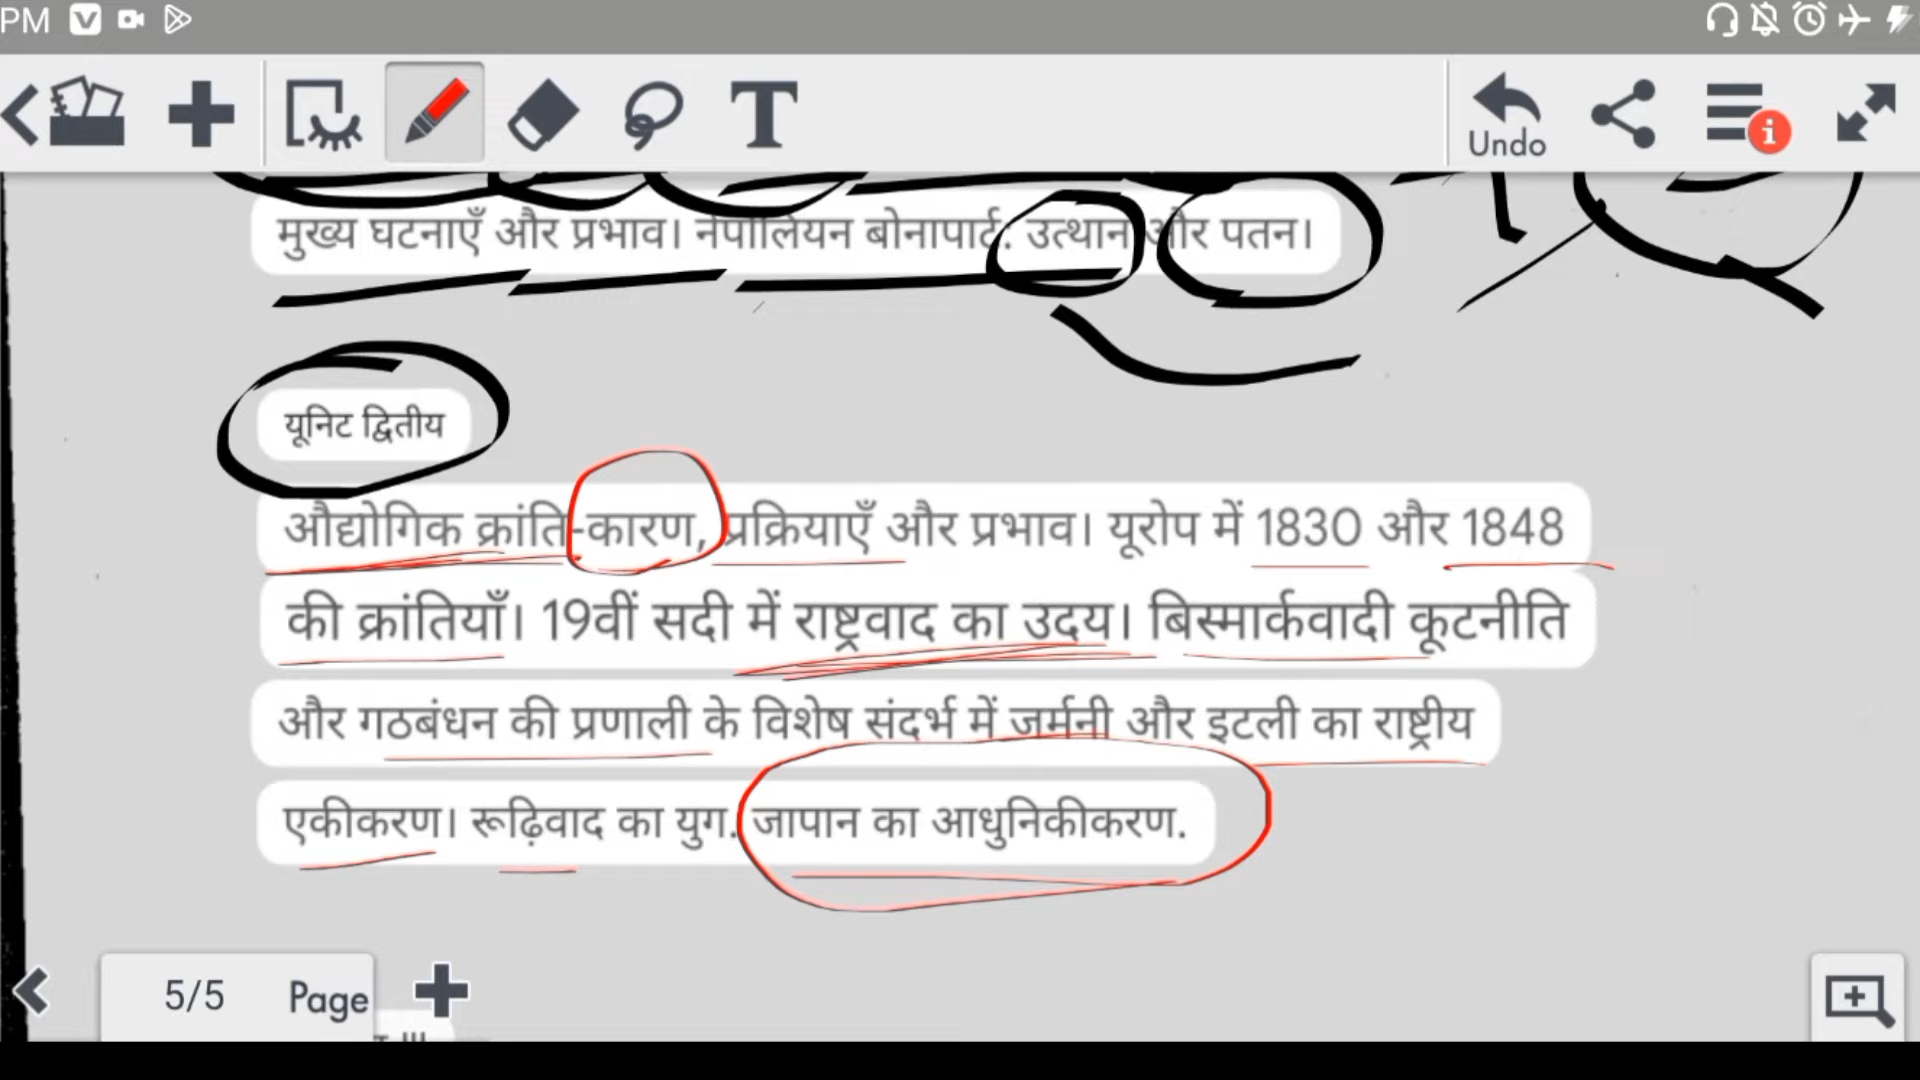 PM
Undo
मुख्य घटनाएँ और प्रभाव। नेपोलियन बोनापार्ट: उत्थान और पतन।
यूनिट द्वितीय
औद्योगिक क्रांति-कारण, प्रक्रियाएँ और प्रभाव। यूरोप में 1830 और 1848
की क्रांतियाँ। 19वीं सदी में राष्ट्रवाद का उदय। बिस्मार्कवादी कूटनीति
और गठबंधन की प्रणाली के विशेष संदर्भ में जर्मनी और इटली का राष्ट्रीय
एकीकरण। रूढ़िवाद का युग. जापान का आधुनिकीकरण.
5/5 Page